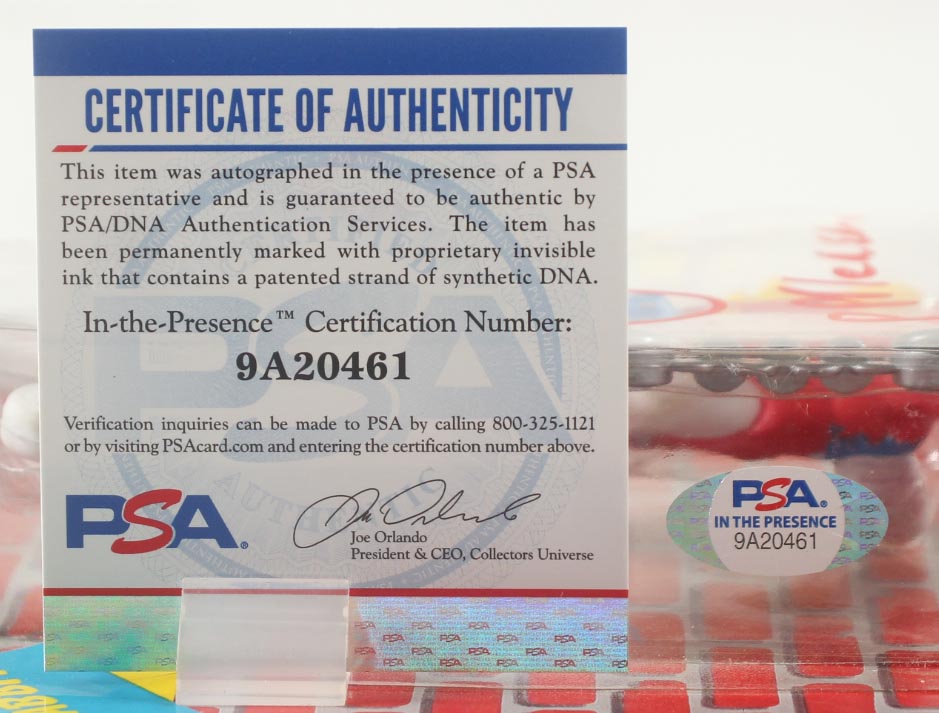 CERTIFICATE OF AUTHENTICITY
This item was autographed in the presence of a PSA
representative and is guaranteed to be authentic by
PSA/DNA Authentication Services. The item has
been permanently marked with proprietary invisible
ink that contains a patented strand of synthetic DNA.
In-the-Presence™ Certification Number:
9A20461
Verification inquiries can be made to PSA by calling 800-325-1121
or by visiting PSAcard.com and entering the certification number above.
PSA®
Joe Orlando
President & CEO, Collectors Universe
PSA®
IN THE PRESENCE
9A20461